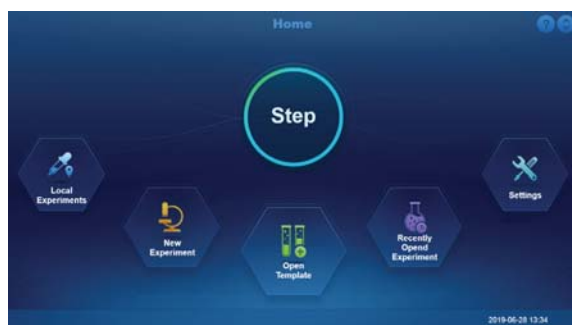 Home
?
Step
Local
Experiments
New
Experiment
Open
Template
Recently
Opend
Experiment
Settings
2019-06-28 13:34